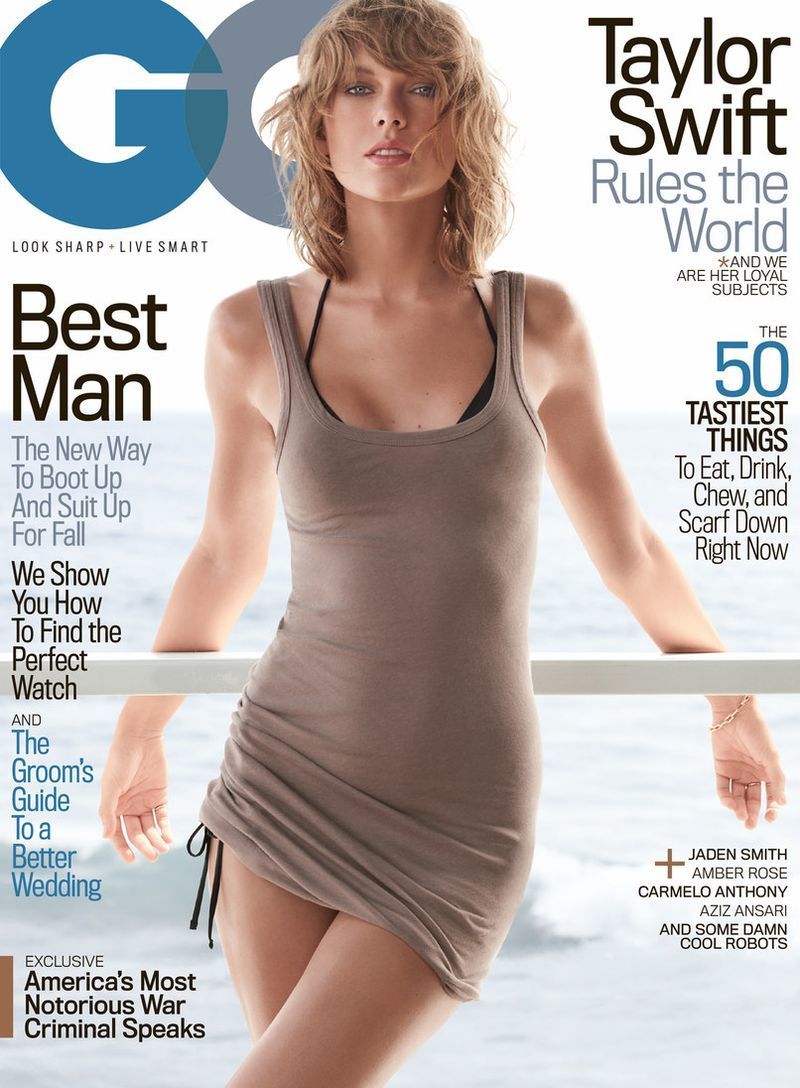 GQ
LOOK SHARP + LIVE SMART
Taylor
Swift
Rules the
World
*AND WE
ARE HER LOYAL
SUBJECTS
Best
Man
The New Way
To Boot Up
And Suit Up
For Fall
We Show
You How
To Find the
Perfect
Watch
AND
The
Groom's
Guide
To a
Better
Wedding
EXCLUSIVE
America's Most
Notorious War
Criminal Speaks
THE
50
TASTIEST
THINGS
To Eat, Drink,
Chew, and
Scarf Down
Right Now
+ JADEN SMITH
AMBER ROSE
CARMELO ANTHONY
AZIZ ANSARI
AND SOME DAMN
COOL ROBOTS